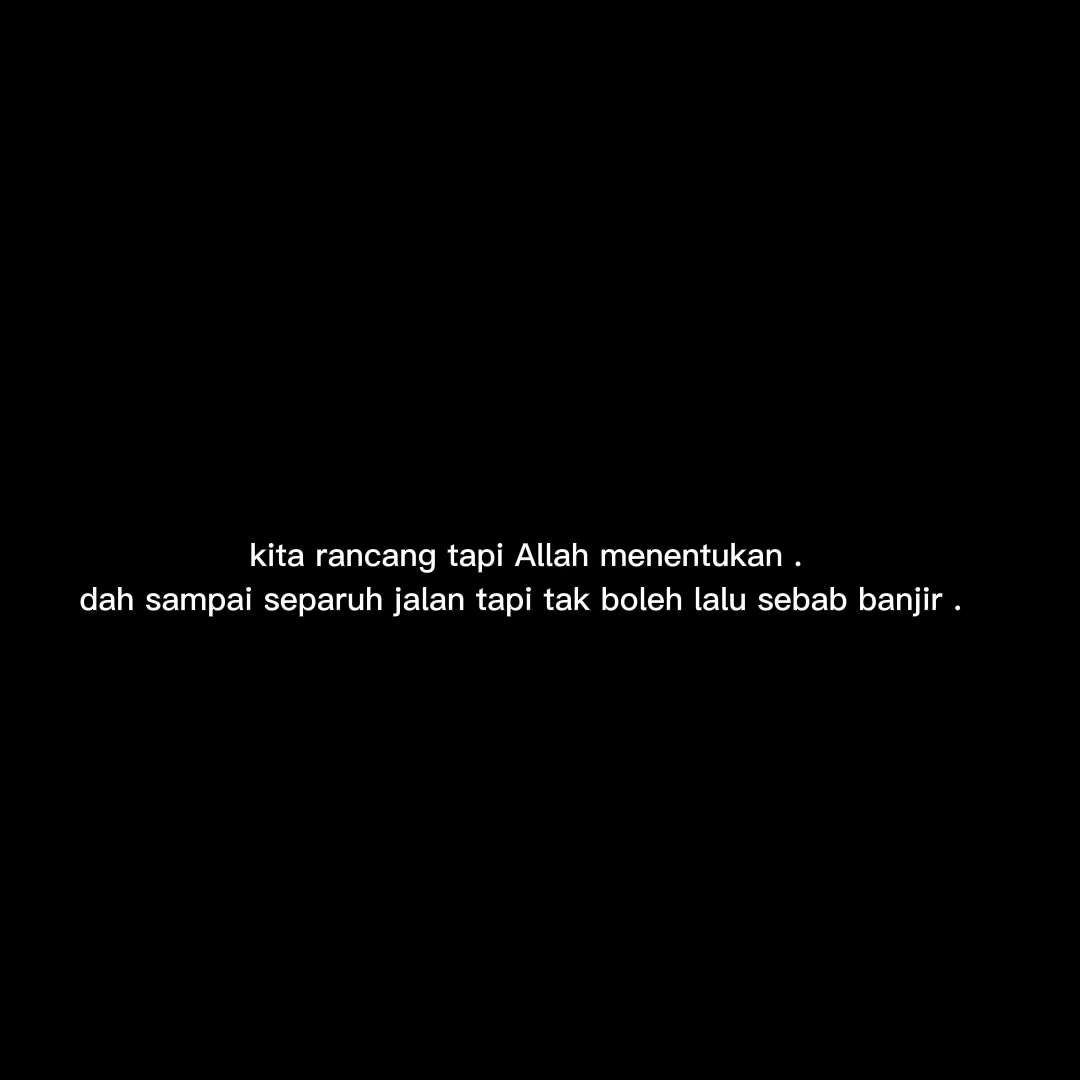 kita rancang tapi Allah menentukan .
dah sampai separuh jalan tapi tak boleh lalu sebab banjir .